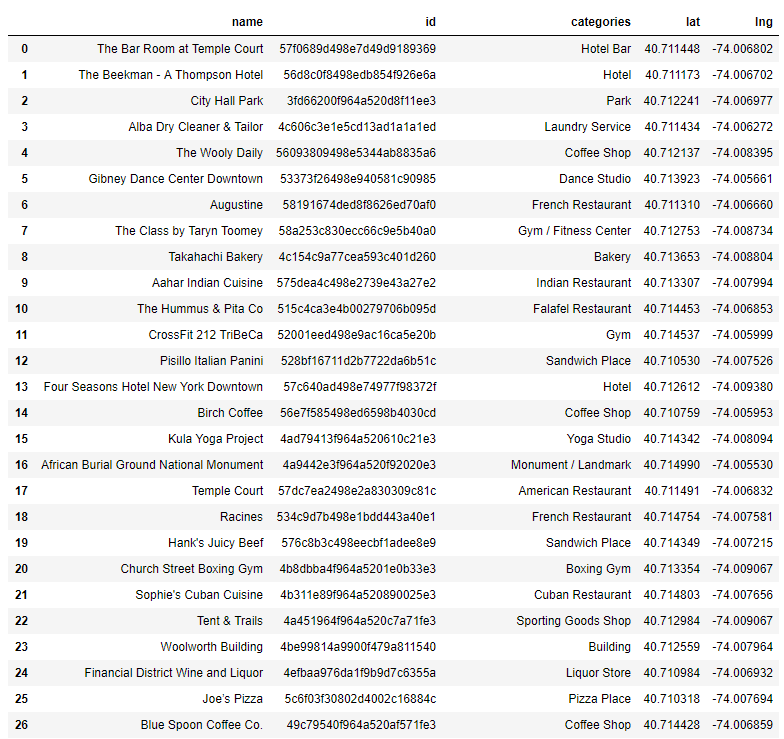 name id categories lat lng
0 The Bar Room at Temple Court 57f0689d498e7d49d9189369 Hotel Bar 40.711448 -74.006802
1 The Beekman - A Thompson Hotel 56d8c0f8498edb854f926e6a Hotel 40.711173 -74.006702
2 City Hall Park 3fd66200f964a520d8f11ee3 Park 40.712241 -74.006977
3 Alba Dry Cleaner & Tailor 4c606c3e1e5cd13ad1a1a1ed Laundry Service 40.711434 -74.006272
4 The Wooly Daily 56093809498e5344ab8835a6 Coffee Shop 40.712137 -74.008395
5 Gibney Dance Center Downtown 53373f26498e940581c90985 Dance Studio 40.713923 -74.005661
6 Augustine 58191674ded8f8626ed70af0 French Restaurant 40.711310 -74.006660
7 The Class by Taryn Toomey 58a253c830ecc66c9e5b40a0 Gym / Fitness Center 40.712753 -74.008734
8 Takahachi Bakery 4c154c9a77cea593c401d260 Bakery 40.713653 -74.008804
9 Aahar Indian Cuisine 575dea4c498e2739e43a27e2 Indian Restaurant 40.713307 -74.007994
10 The Hummus & Pita Co 515c4ca3e4b00279706b095d Falafel Restaurant 40.714453 -74.006853
11 CrossFit 212 TriBeCa 52001eed498e9ac16ca5e20b Gym 40.714537 -74.005999
12 Pisillo Italian Panini 528bf16711d2b7722da6b51c Sandwich Place 40.710530 -74.007526
13 Four Seasons Hotel New York Downtown 57c640ad498e74977f98372f Hotel 40.712612 -74.009380
14 Birch Coffee 56e7f585498ed6598b4030cd Coffee Shop 40.710759 -74.005953
15 Kula Yoga Project 4ad79413f964a520610c21e3 Yoga Studio 40.714342 -74.008094
16 African Burial Ground National Monument 4a9442e3f964a520f92020e3 Monument / Landmark 40.714990 -74.005530
17 Temple Court 57dc7ea2498e2a830309c81c American Restaurant 40.711491 -74.006832
18 Racines 534c9d7b498e1bdd443a40e1 French Restaurant 40.714754 -74.007581
19 Hank's Juicy Beef 576c8b3c498eecbf1adee8e9 Sandwich Place 40.714349 -74.007215
20 Church Street Boxing Gym 4b8dbba4f964a5201e0b33e3 Boxing Gym 40.713354 -74.009067
21 Sophie's Cuban Cuisine 4b311e89f964a520890025e3 Cuban Restaurant 40.714803 -74.007656
22 Tent & Trails 4a451964f964a520c7a71fe3 Sporting Goods Shop 40.712984 -74.009067
23 Woolworth Building 4be99814a9900f479a811540 Building 40.712559 -74.007964
24 Financial District Wine and Liquor 4efbaa976da1f9b9d7c6355a Liquor Store 40.710984 -74.006932
25 Joe's Pizza 5c6f03f30802d4002c16884c Pizza Place 40.710318 -74.007694
26 Blue Spoon Coffee Co. 49c79540f964a520af571fe3 Coffee Shop 40.714428 -74.006859